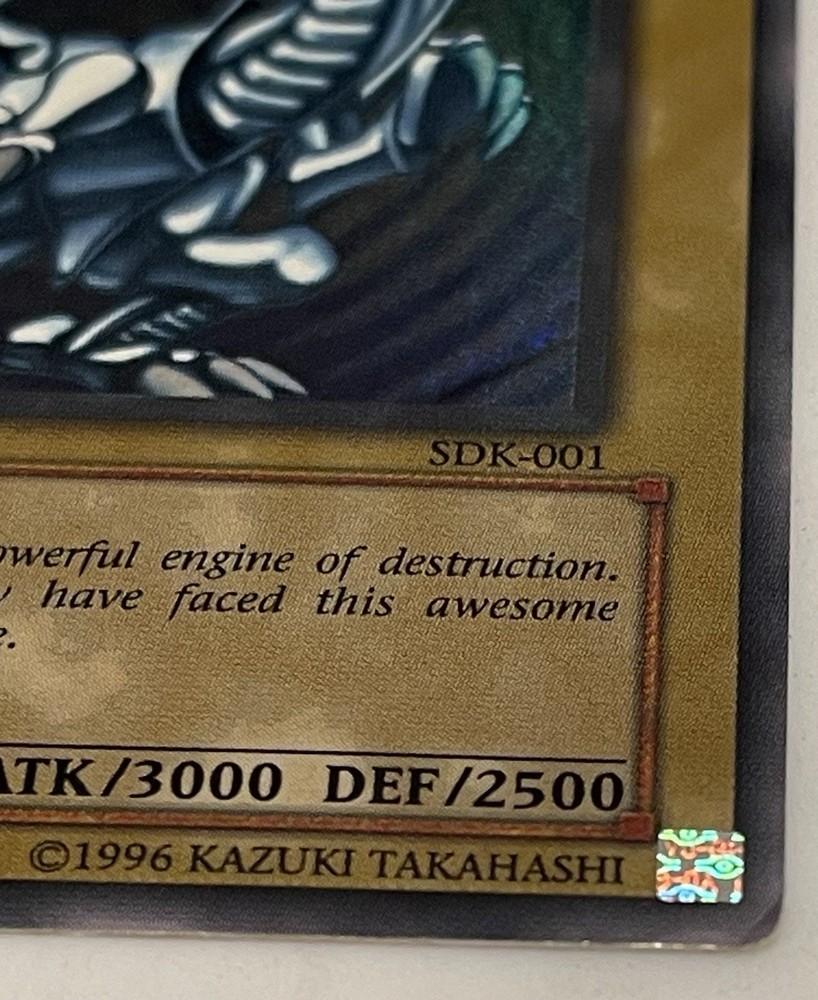 SDK-001
owerful engine of destruction.
have faced this awesome
e.
ATK/3000 DEF/2500
©1996 KAZUKI TAKAHASHI